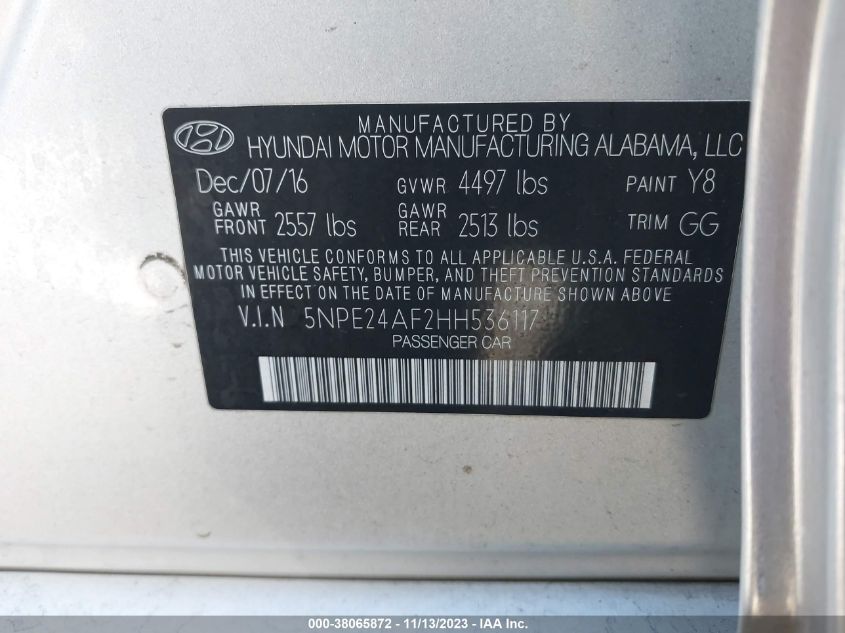 MANUFACTURED BY
HYUNDAI MOTOR MANUFACTURING ALABAMA, LLC
Dec/07/16 GVWR 4497 lbs PAINT Y8
GAWR FRONT 2557 lbs GAWR REAR 2513 lbs TRIM GG
THIS VEHICLE CONFORMS TO ALL APPLICABLE U.S.A. FEDERAL
MOTOR VEHICLE SAFETY, BUMPER, AND THEFT PREVENTION STANDARDS
IN EFFECT ON THE DATE OF MANUFACTURE SHOWN ABOVE
V.I.N 5NPE24AF2HH536117
PASSENGER CAR
000-38065872 - 11/13/2023 - IAA Inc.